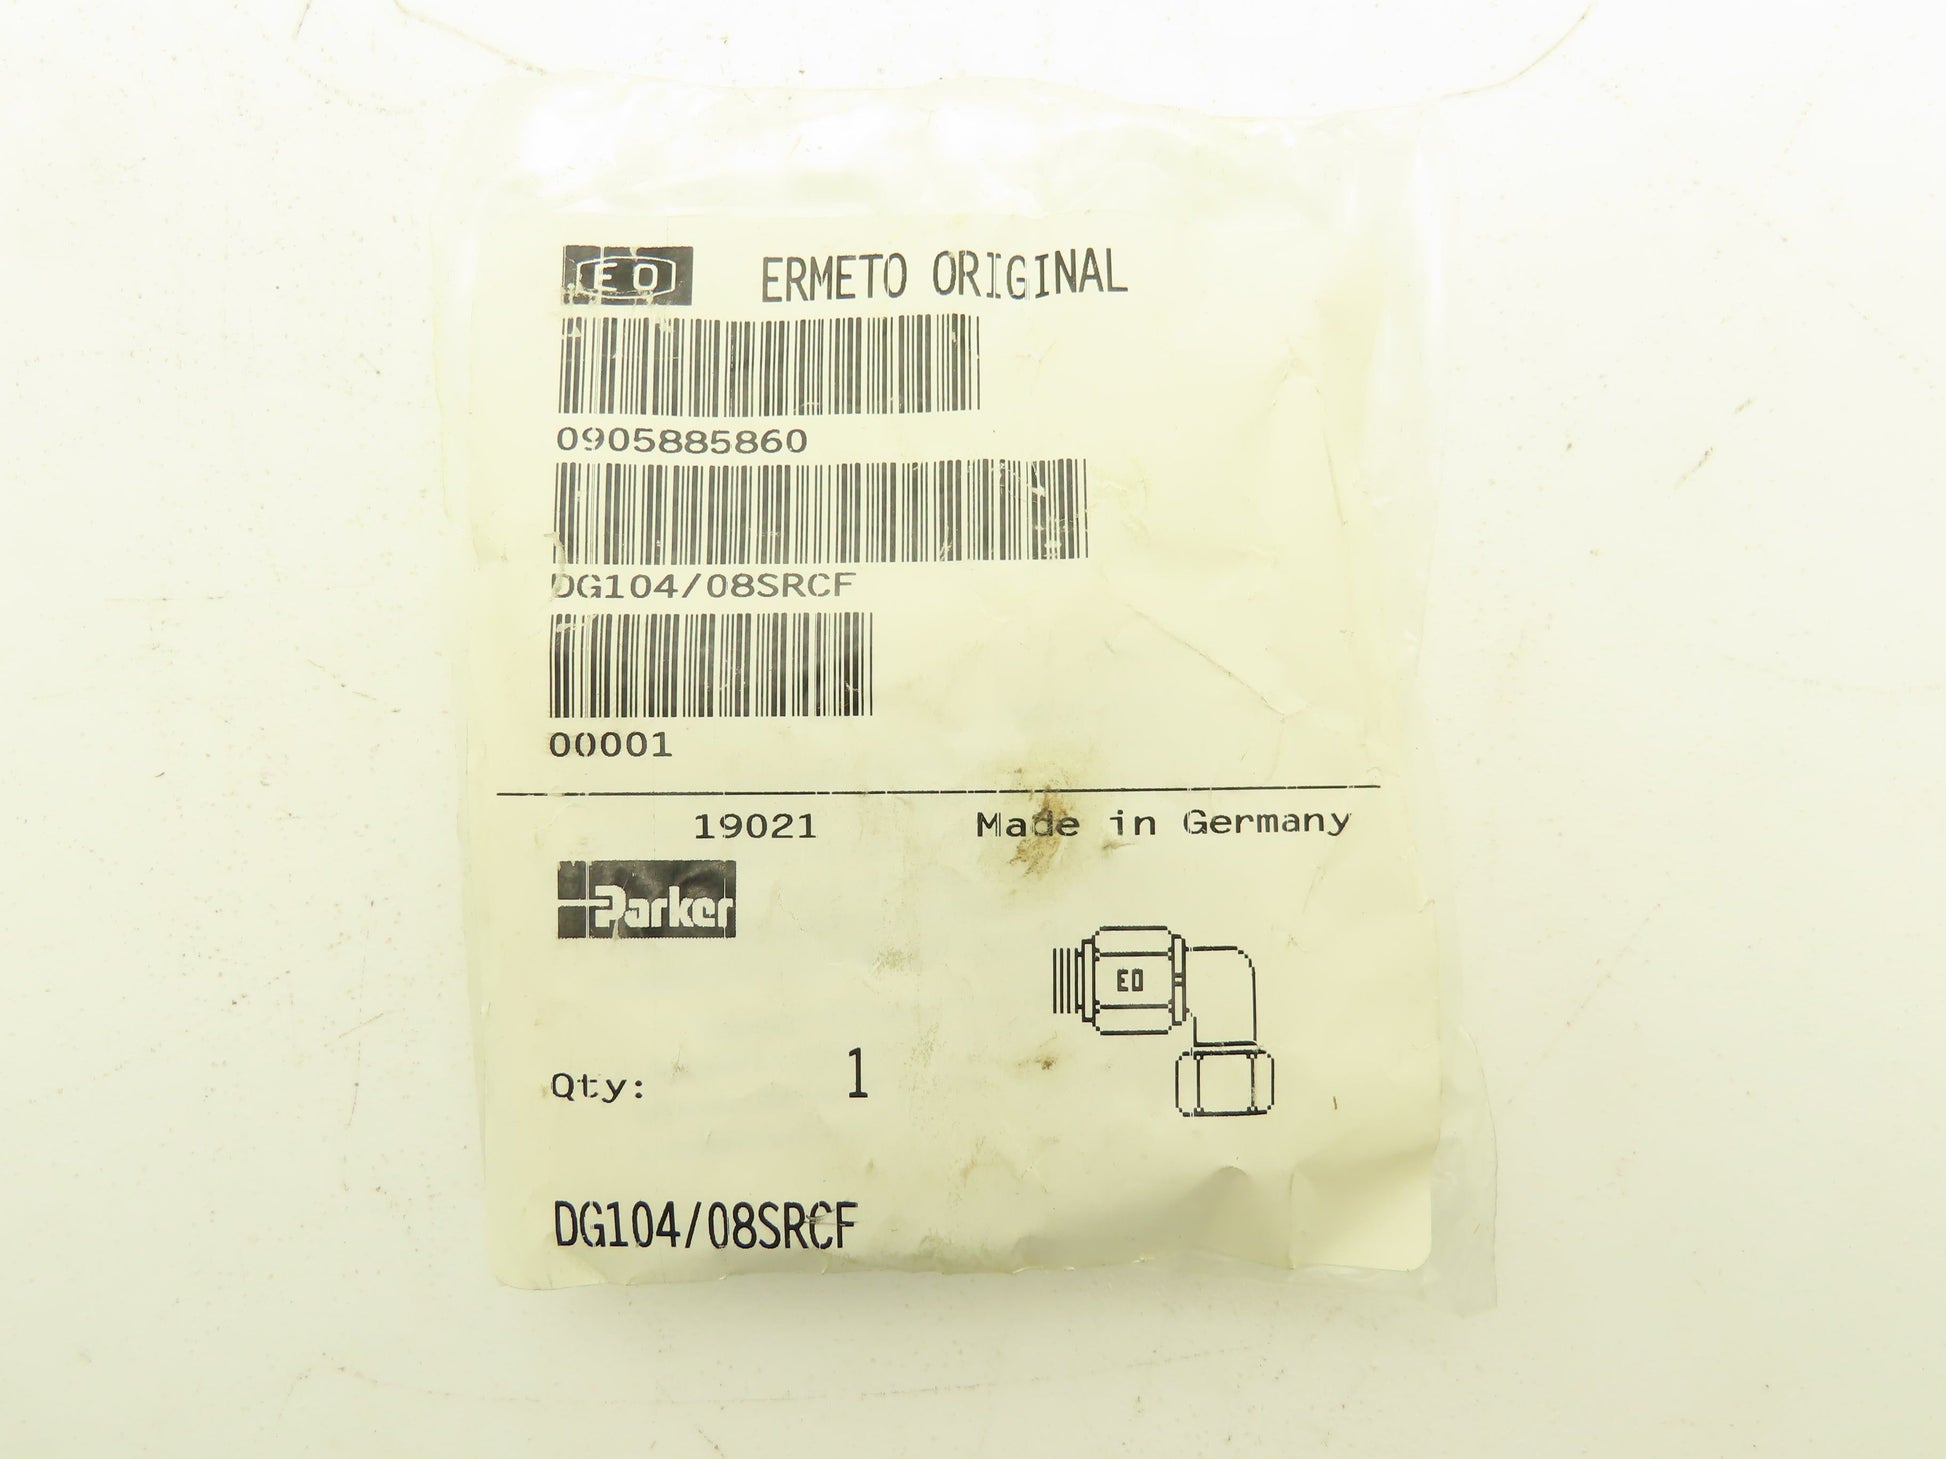 EO ERMETO ORIGINAL
0905885860
DG104/08SRCF
00001
19021 Made in Germany
Parker
EO
Qty: 1
DG104/08SRCF